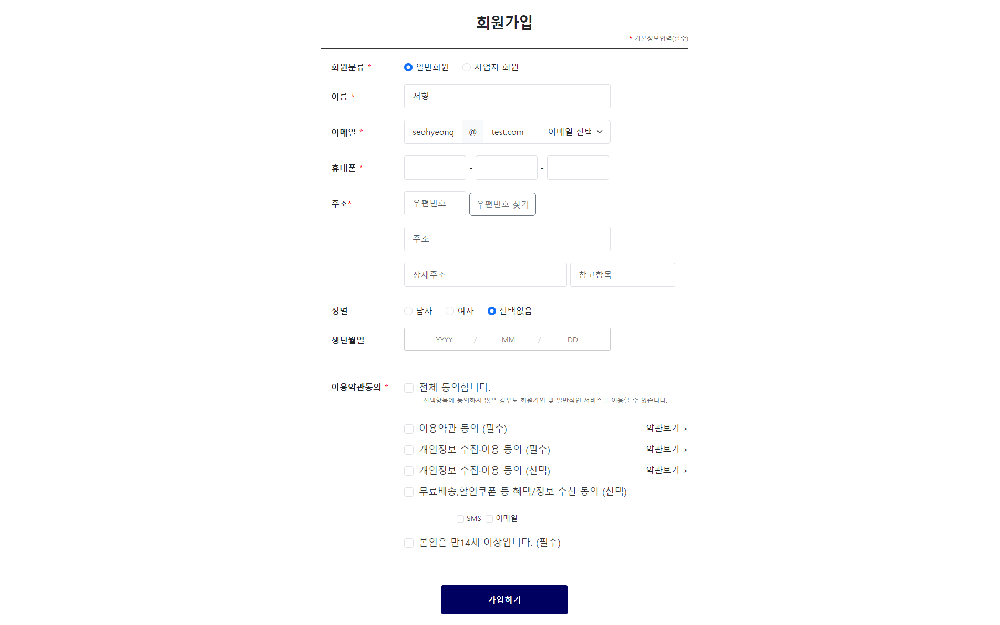 회원가입
* 기본정보입력(필수)
회원분류 * 일반회원 사업자 회원
이름 * 서형
이메일 * seohyeong @ test.com 이메일 선택
휴대폰 * - -
주소* 우편번호 우편번호 찾기
주소
상세주소 참고항목
성별 남자 여자 선택없음
생년월일 YYYY / MM / DD
이용약관동의 * 전체 동의합니다.
선택항목에 동의하지 않은 경우도 회원가입 및 일반적인 서비스를 이용할 수 있습니다.
이용약관 동의 (필수) 약관보기 >
개인정보 수집·이용 동의 (필수) 약관보기 >
개인정보 수집·이용 동의 (선택) 약관보기 >
무료배송,할인쿠폰 등 혜택/정보 수신 동의 (선택)
SMS 이메일
본인은 만14세 이상입니다. (필수)
가입하기